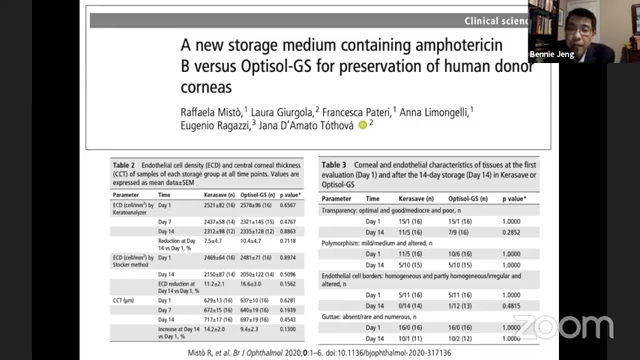 Clinical scienc
A new storage medium containing amphotericin
B versus Optisol-GS for preservation of human donor
corneas
Raffaela Mistò,1 Laura Giurgola,2 Francesca Pateri,1 Anna Limongelli,1
Eugenio Ragazzi,3 Jana D'Amato Tóthová 2
Bennie Jeng
Table 2 Endothelial cell density (ECD) and central corneal thickness
(CCT) of samples of each storage group at all time points. Values
are expressed as mean data±SEM
Parameter Time Kerasave (n) Optisol-GS (n) p value*
ECD (cell/mm2) by Day 1 2521±82 (16) 2578±96 (16) 0.6567
Keratoanalyzer
Day 7 2437±58 (14) 2321±145 (15) 0.4767
Day 14 2312±98 (12) 2335±128 (12) 0.8863
Reduction at Day 7.5±4.7 10.4±4.7 0.7118
14 vs Day 1, %
ECD (cell/mm2) by Day 1 2469±64 (16) 2481±71 (16) 0.8974
Stocker method
Day 14 2150±87 (14) 2050±122 (14) 0.5096
ECD reduction at 11.2±2.1 16.6±3.0 0.1562
Day 14 vs Day 1, %
CCT (µm) Day 1 629±13 (16) 637±10 (16) 0.6281
Day 7 672±15 (16) 640±19 (16) 0.1939
Day 14 717±17 (16) 697±19 (16) 0.4543
Increase at Day 14.2±2.0 9.4±2.3 0.1300
14 vs Day 1, %
Table 3 Corneal and endothelial characteristics of tissues at the first
evaluation (Day 1) and after the 14-day storage (Day 14) in Kerasave or
Optisol-GS
Parameter Kerasave (n) Optisol-GS (n) p value*
Transparency: optimal and good/mediocre and poor, n
Day 1 15/1 (16) 15/1 (16) 1.0000
Day 14 11/5 (16) 7/9 (16) 0.2852
Polymorphism: mild/medium and altered, n
Day 1 11/5 (16) 10/6 (16) 1.0000
Day 14 5/10 (15) 5/10 (15) 1.0000
Endothelial cell borders: homogeneous and partly homogeneous/irregular and
altered, n
Day 1 5/11 (16) 5/11 (16) 1.0000
Day 14 0/14 (14) 1/12 (13) 0.4815
Guttae: absent/rare and numerous, n
Day 1 16/0 (16) 16/0 (16) 1.0000
Day 14 10/1 (11) 10/2 (12) 1.0000
Mistò R, et al. Br J Ophthalmol 2020;0:1–6. doi:10.1136/bjophthalmol-2020-317136
zoom